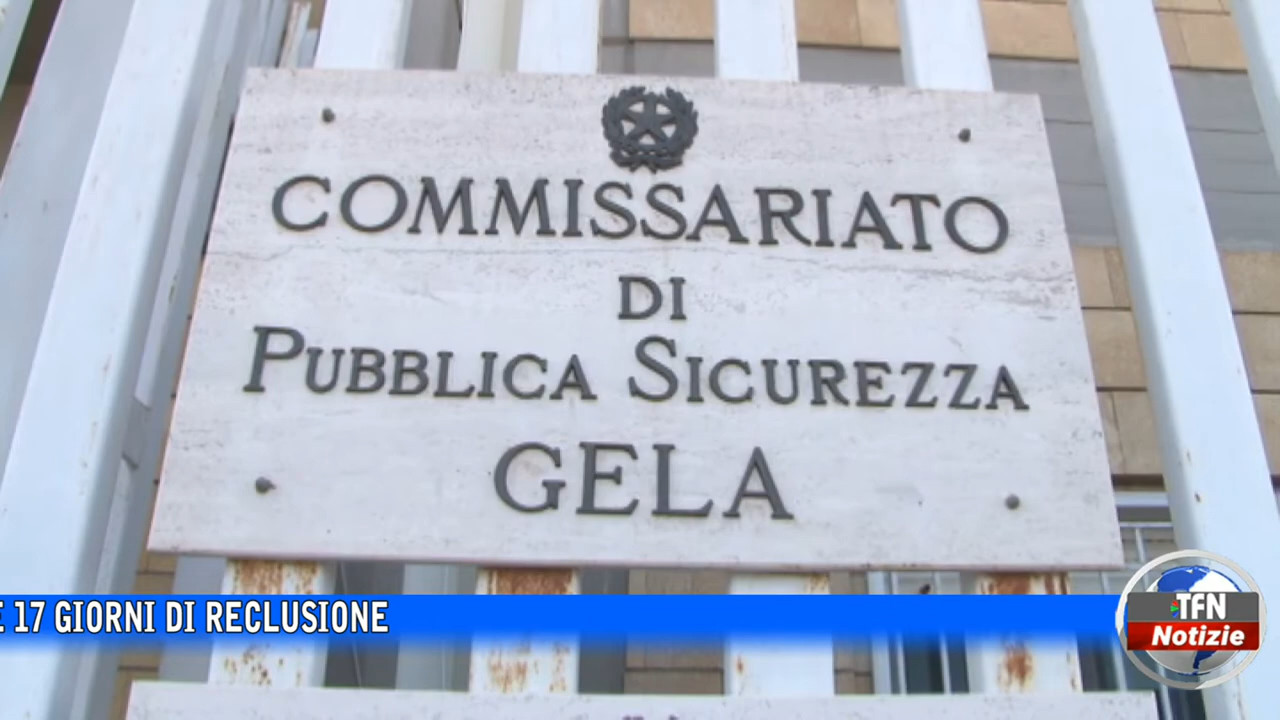 COMMISSARIATO
DI
PUBBLICA SICUREZZA
GELA
E 17 GIORNI DI RECLUSIONE
TFN
Notizie